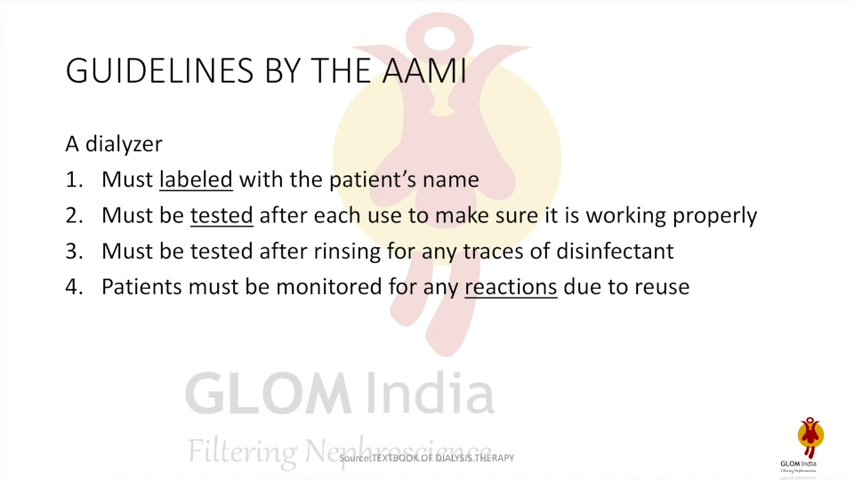 GUIDELINES BY THE AAMI
A dialyzer
1. Must labeled with the patient's name
2. Must be tested after each use to make sure it is working properly
3. Must be tested after rinsing for any traces of disinfectant
4. Patients must be monitored for any reactions due to reuse
GLOM India
Filtering Nephroscience
Source:TEXTBOOK OF DIALYSIS THERAPY
GLOM India
Filtering Nephroscience